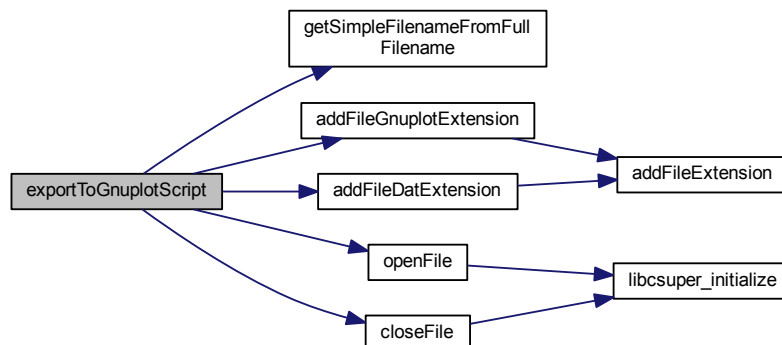 getSimpleFilenameFromFull
Filename
addFileGnuplotExtension
addFileExtension
exportToGnuplotScript
addFileDatExtension
openFile
libcsuper_initialize
closeFile